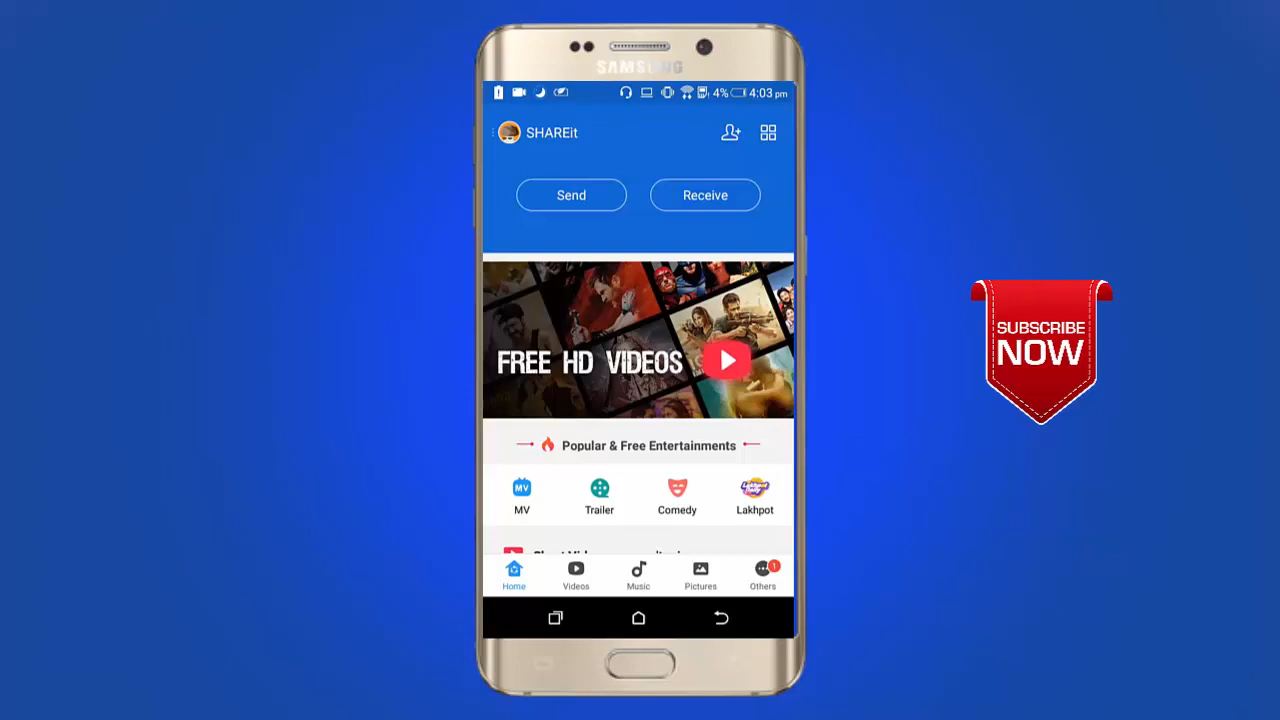 SAMSUNG
4% 4:03 pm
SHAREit
Send Receive
FREE HD VIDEOS
Popular & Free Entertainments
MV
MV Trailer Comedy Lakhpot
Home Videos Music Pictures Others
1
SUBSCRIBE
NOW